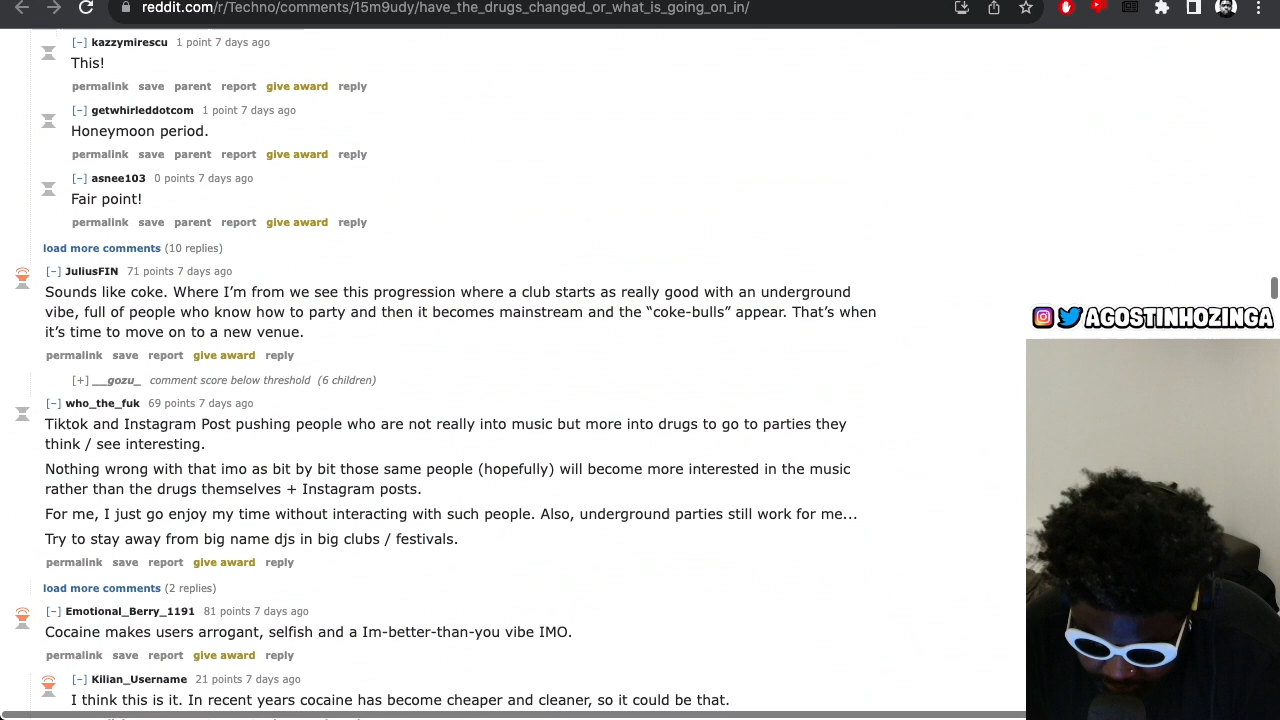 reddit.com/r/Techno/comments/15m9udy/have_the_drugs_changed_or_what_is_going_on_in/
[–] kazzymirescu 1 point 7 days ago
This!
permalink save parent report give award reply
[–] getwhirleddotcom 1 point 7 days ago
Honeymoon period.
permalink save parent report give award reply
[–] asnee103 0 points 7 days ago
Fair point!
permalink save parent report give award reply
load more comments (10 replies)
[–] JuliusFIN 71 points 7 days ago
Sounds like coke. Where I’m from we see this progression where a club starts as really good with an underground
vibe, full of people who know how to party and then it becomes mainstream and the “coke-bulls” appear. That’s when
it’s time to move on to a new venue.
permalink save report give award reply
[+] __gozu_ comment score below threshold (6 children)
[–] who_the_fuk 69 points 7 days ago
Tiktok and Instagram Post pushing people who are not really into music but more into drugs to go to parties they
think / see interesting.
Nothing wrong with that imo as bit by bit those same people (hopefully) will become more interested in the music
rather than the drugs themselves + Instagram posts.
For me, I just go enjoy my time without interacting with such people. Also, underground parties still work for me...
Try to stay away from big name djs in big clubs / festivals.
permalink save report give award reply
load more comments (2 replies)
[–] Emotional_Berry_1191 81 points 7 days ago
Cocaine makes users arrogant, selfish and a Im-better-than-you vibe IMO.
permalink save report give award reply
[–] Kilian_Username 21 points 7 days ago
I think this is it. In recent years cocaine has become cheaper and cleaner, so it could be that.
AGOSTINHOZINGA